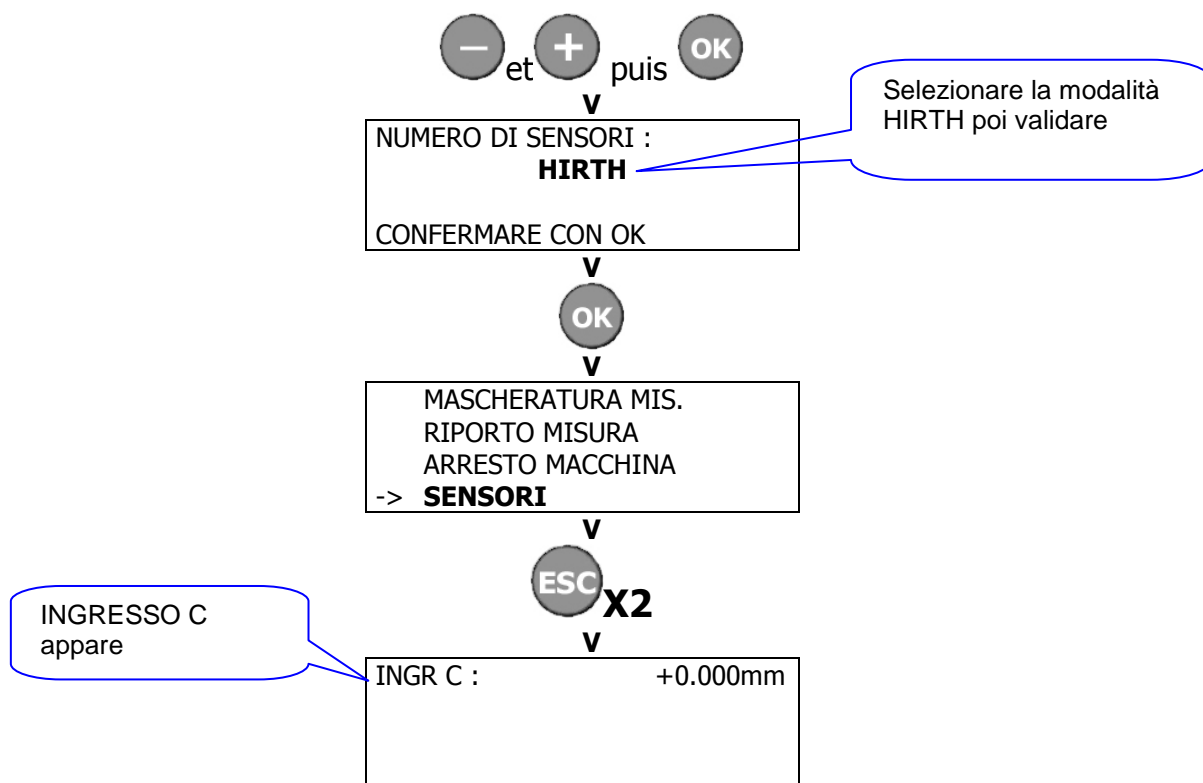 − et + puis OK
v
Selezionare la modalità
HIRTH poi validare
NUMERO DI SENSORI :
HIRTH
CONFERMARE CON OK
v
OK
v
MASCHERATURA MIS.
RIPORTO MISURA
ARRESTO MACCHINA
-> SENSORI
v
ESC X2
v
INGRESSO C
appare
INGR C : +0.000mm